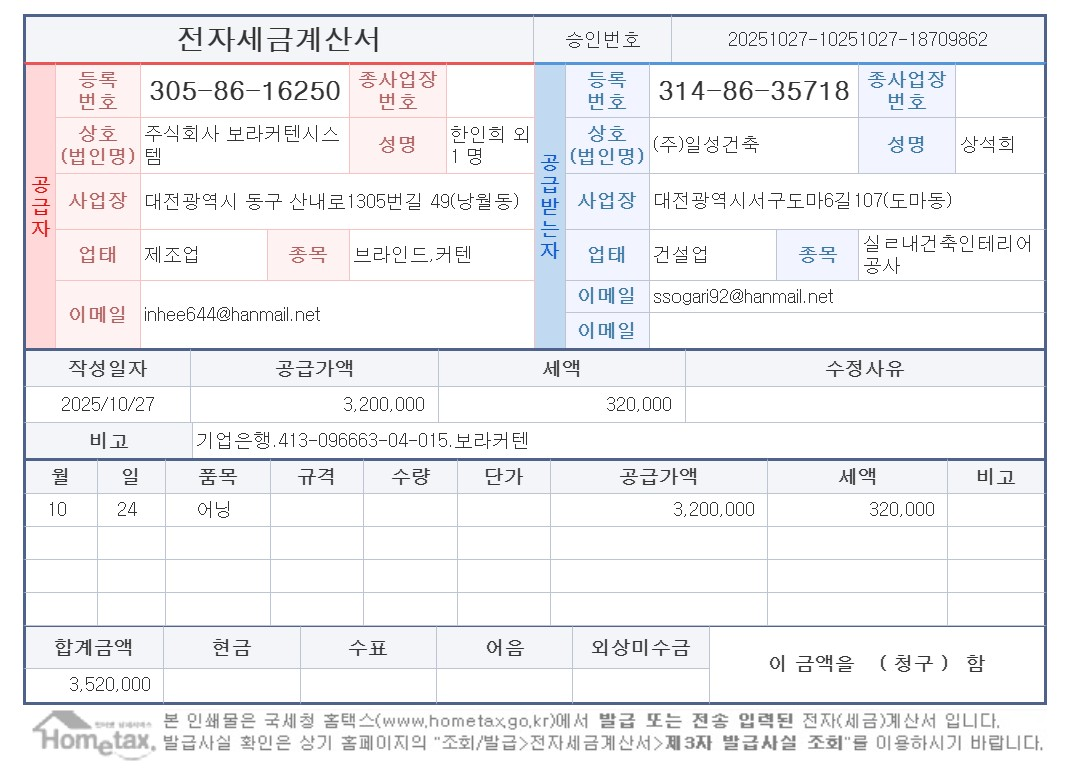 전자세금계산서 승인번호 20251027-10251027-18709862
공급자
등록번호 305-86-16250 종사업장번호
상호(법인명) 주식회사 보라커텐시스템 성명 한인희 외 1 명
사업장 대전광역시 동구 산내로1305번길 49(낭월동)
업태 제조업 종목 브라인드,커텐
이메일 inhee644@hanmail.net
공급받는자
등록번호 314-86-35718 종사업장번호
상호(법인명) (주)일성건축 성명 상석희
사업장 대전광역시서구도마6길107(도마동)
업태 건설업 종목 실ㄹ내건축인테리어공사
이메일 ssogari92@hanmail.net
이메일
작성일자 공급가액 세액 수정사유
2025/10/27 3,200,000 320,000
비고 기업은행.413-096663-04-015.보라커텐
월 일 품목 규격 수량 단가 공급가액 세액 비고
10 24 어닝 3,200,000 320,000
합계금액 현금 수표 어음 외상미수금 이 금액을 ( 청구 ) 함
3,520,000
Hometax.
본 인쇄물은 국세청 홈택스(www.hometax.go.kr)에서 발급 또는 전송 입력된 전자(세금)계산서 입니다.
발급사실 확인은 상기 홈페이지의 "조회/발급>전자세금계산서>제3자 발급사실 조회"를 이용하시기 바랍니다.